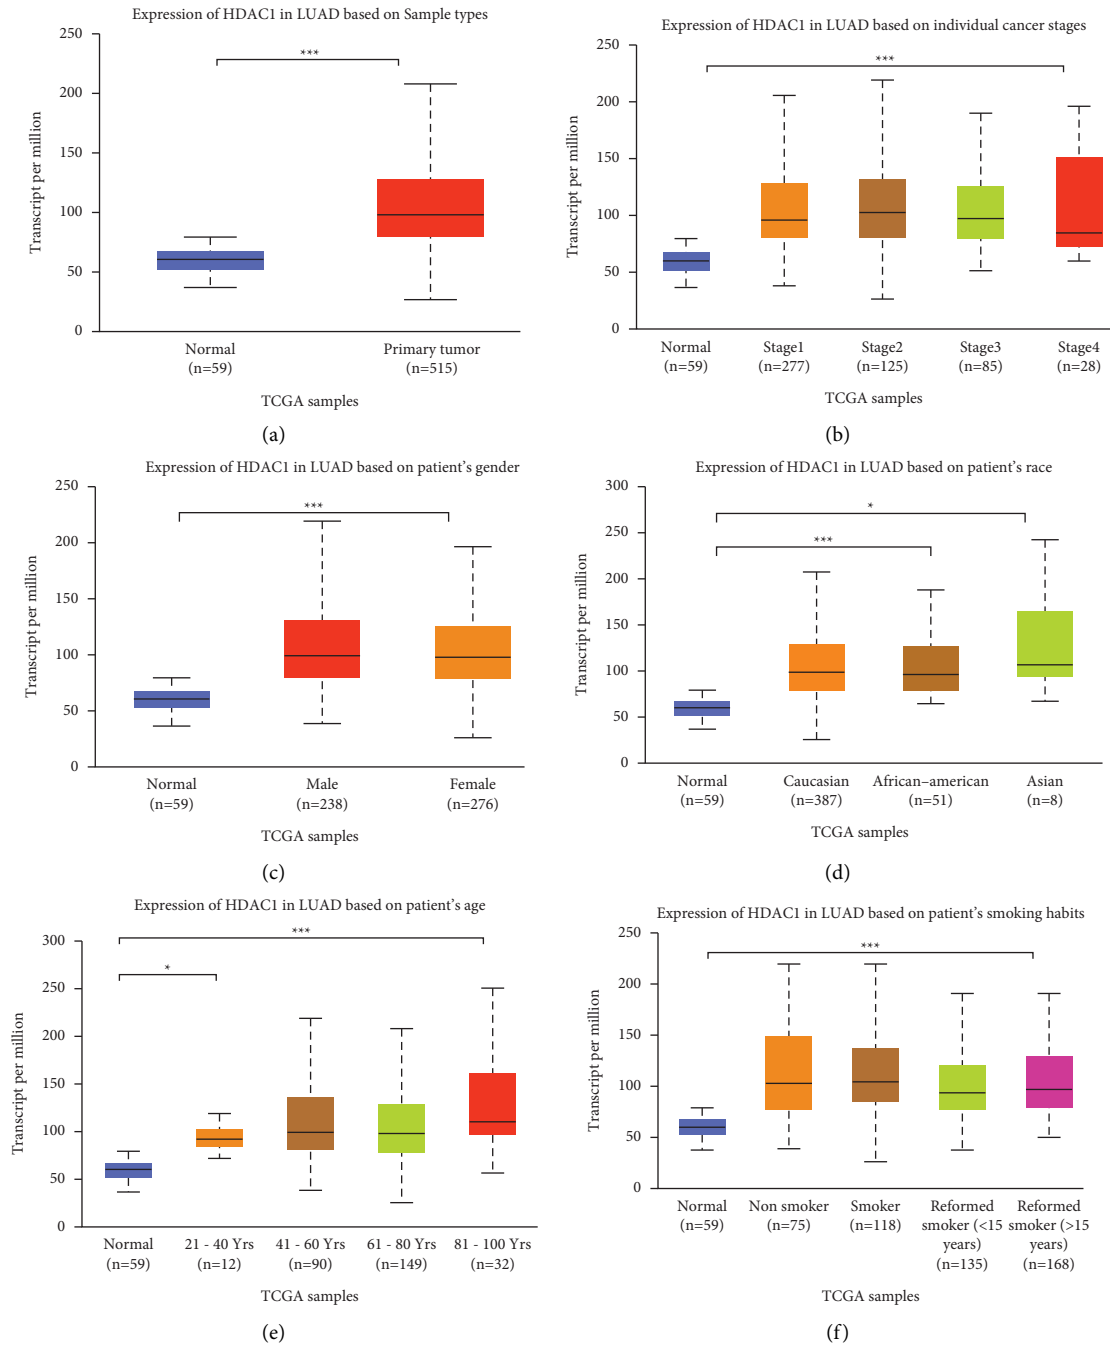 Expression of HDAC1 in LUAD based on Sample types
Transcript per million
250
200
150
100
50
0
***
Normal
(n=59)
Primary tumor
(n=515)
TCGA samples
(a)
Expression of HDAC1 in LUAD based on individual cancer stages
Transcript per million
250
200
150
100
50
0
***
Normal
(n=59)
Stage1
(n=277)
Stage2
(n=125)
Stage3
(n=85)
Stage4
(n=28)
TCGA samples
(b)
Expression of HDAC1 in LUAD based on patient's gender
Transcript per million
250
200
150
100
50
0
***
Normal
(n=59)
Male
(n=238)
Female
(n=276)
TCGA samples
(c)
Expression of HDAC1 in LUAD based on patient's race
Transcript per million
300
250
200
150
100
50
0
*
***
Normal
(n=59)
Caucasian
(n=387)
African–american
(n=51)
Asian
(n=8)
TCGA samples
(d)
Expression of HDAC1 in LUAD based on patient's age
Transcript per million
300
250
200
150
100
50
0
***
*
Normal
(n=59)
21 - 40 Yrs
(n=12)
41 - 60 Yrs
(n=90)
61 - 80 Yrs
(n=149)
81 - 100 Yrs
(n=32)
TCGA samples
(e)
Expression of HDAC1 in LUAD based on patient's smoking habits
Transcript per million
250
200
150
100
50
0
***
Normal
(n=59)
Non smoker
(n=75)
Smoker
(n=118)
Reformed
smoker (<15
years)
(n=135)
Reformed
smoker (>15
years)
(n=168)
TCGA samples
(f)